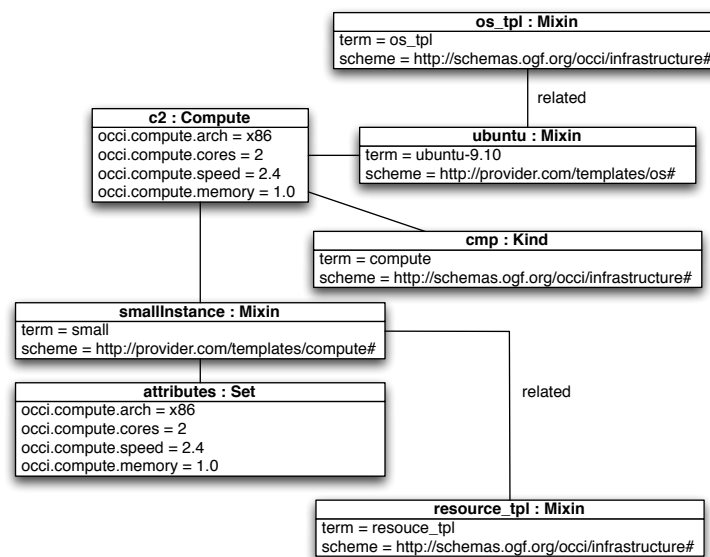 os_tpl : Mixin
term = os_tpl
scheme = http://schemas.ogf.org/occi/infrastructure#
related
c2 : Compute
occi.compute.arch = x86
occi.compute.cores = 2
occi.compute.speed = 2.4
occi.compute.memory = 1.0
ubuntu : Mixin
term = ubuntu-9.10
scheme = http://provider.com/templates/os#
cmp : Kind
term = compute
scheme = http://schemas.ogf.org/occi/infrastructure#
smallInstance : Mixin
term = small
scheme = http://provider.com/templates/compute#
attributes : Set
occi.compute.arch = x86
occi.compute.cores = 2
occi.compute.speed = 2.4
occi.compute.memory = 1.0
related
resource_tpl : Mixin
term = resouce_tpl
scheme = http://schemas.ogf.org/occi/infrastructure#